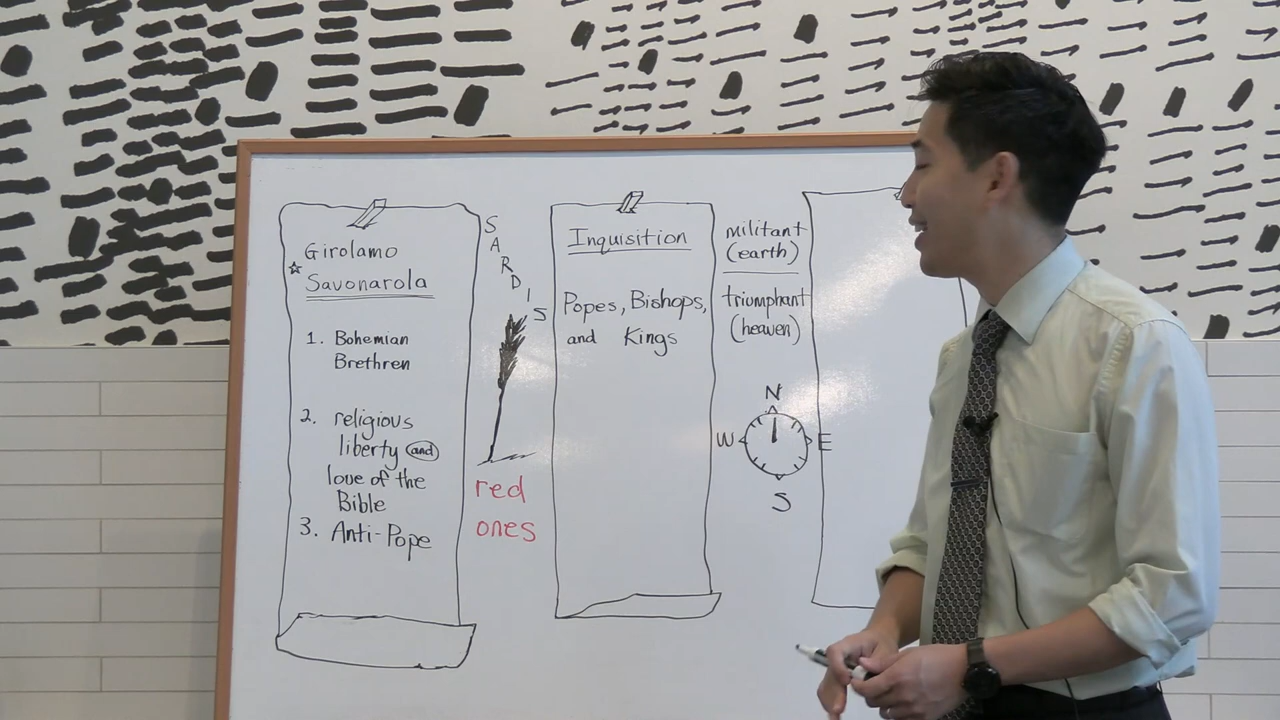 Girolamo
Savonarola
1. Bohemian
Brethren
2. religious
liberty and
love of the
Bible
3. Anti-Pope
SARDIS
red
ones
Inquisition
Popes, Bishops,
and Kings
militant
(earth)
triumphant
(heaven)
N
W E
S